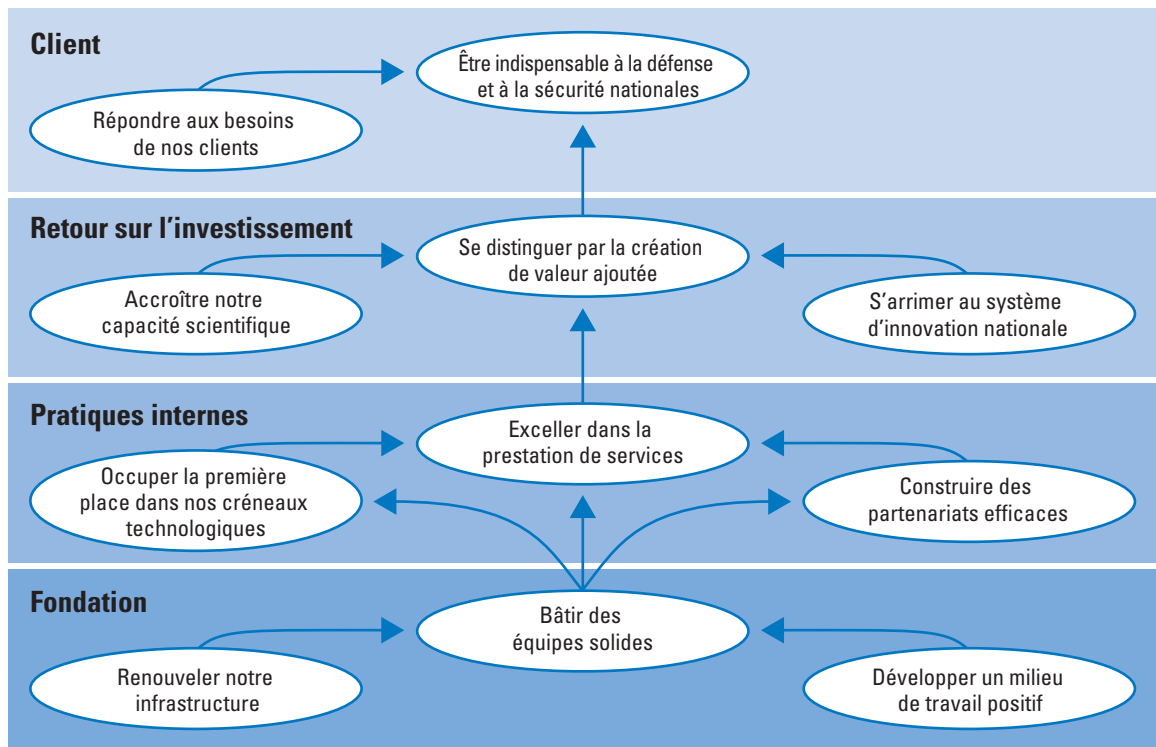 Client
Être indispensable à la défense
et à la sécurité nationales
Répondre aux besoins
de nos clients
Retour sur l'investissement
Se distinguer par la création
de valeur ajoutée
Accroître notre
capacité scientifique
S'arrimer au système
d'innovation nationale
Pratiques internes
Exceller dans la
prestation de services
Occuper la première
place dans nos créneaux
technologiques
Construire des
partenariats efficaces
Fondation
Bâtir des
équipes solides
Renouveler notre
infrastructure
Développer un milieu
de travail positif